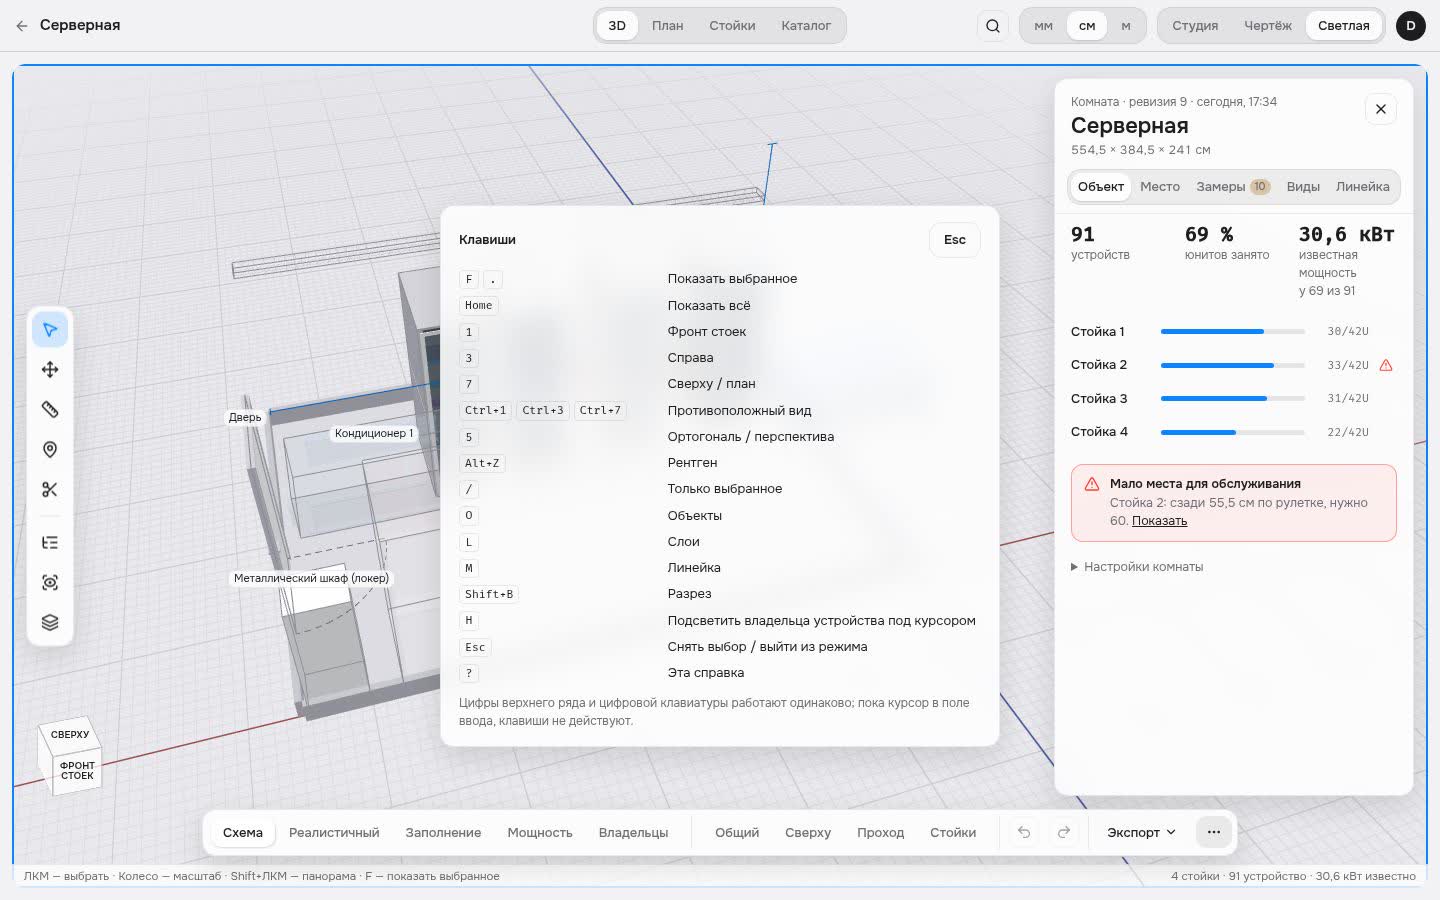 Серверная
3D План Стойки Каталог
мм см м
Студия Чертёж Светлая
D
Комната · ревизия 9 · сегодня, 17:34
Серверная
554,5 × 384,5 × 241 см
Объект Место Замеры 10 Виды Линейка
91 69 % 30,6 кВт
устройств юнитов занято известная
мощность
у 69 из 91
Стойка 1 30/42U
Стойка 2 33/42U
Стойка 3 31/42U
Стойка 4 22/42U
Мало места для обслуживания
Стойка 2: сзади 55,5 см по рулетке, нужно
60. Показать
Настройки комнаты
Клавиши Esc
F . Показать выбранное
Home Показать всё
1 Фронт стоек
3 Справа
7 Сверху / план
Ctrl+1 Ctrl+3 Ctrl+7 Противоположный вид
5 Ортогональ / перспектива
Alt+Z Рентген
/ Только выбранное
O Объекты
L Слои
M Линейка
Shift+B Разрез
H Подсветить владельца устройства под курсором
Esc Снять выбор / выйти из режима
? Эта справка
Цифры верхнего ряда и цифровой клавиатуры работают одинаково; пока курсор в поле
ввода, клавиши не действуют.
Дверь
Кондиционер 1
Металлический шкаф (локер)
СВЕРХУ
ФРОНТ
СТОЕК
Схема Реалистичный Заполнение Мощность Владельцы Общий Сверху Проход Стойки Экспорт
ЛКМ — выбрать · Колесо — масштаб · Shift+ЛКМ — панорама · F — показать выбранное
4 стойки · 91 устройство · 30,6 кВт известно